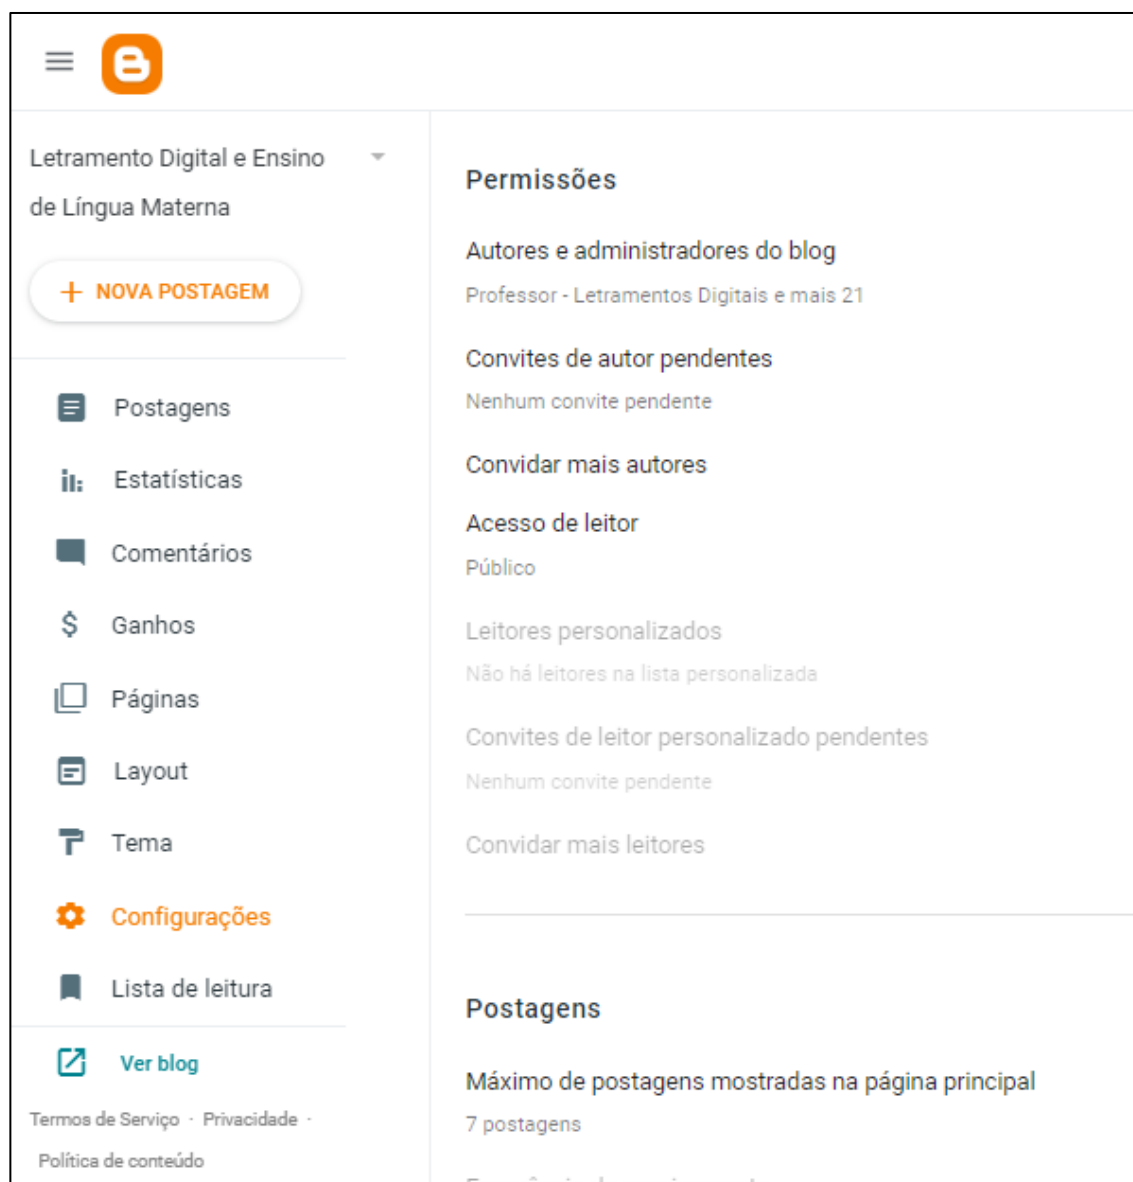 Letramento Digital e Ensino
de Língua Materna
+ NOVA POSTAGEM
Postagens
Estatísticas
Comentários
Ganhos
Páginas
Layout
Tema
Configurações
Lista de leitura
Ver blog
Termos de Serviço · Privacidade ·
Política de conteúdo
Permissões
Autores e administradores do blog
Professor - Letramentos Digitais e mais 21
Convites de autor pendentes
Nenhum convite pendente
Convidar mais autores
Acesso de leitor
Público
Leitores personalizados
Não há leitores na lista personalizada
Convites de leitor personalizado pendentes
Nenhum convite pendente
Convidar mais leitores
Postagens
Máximo de postagens mostradas na página principal
7 postagens